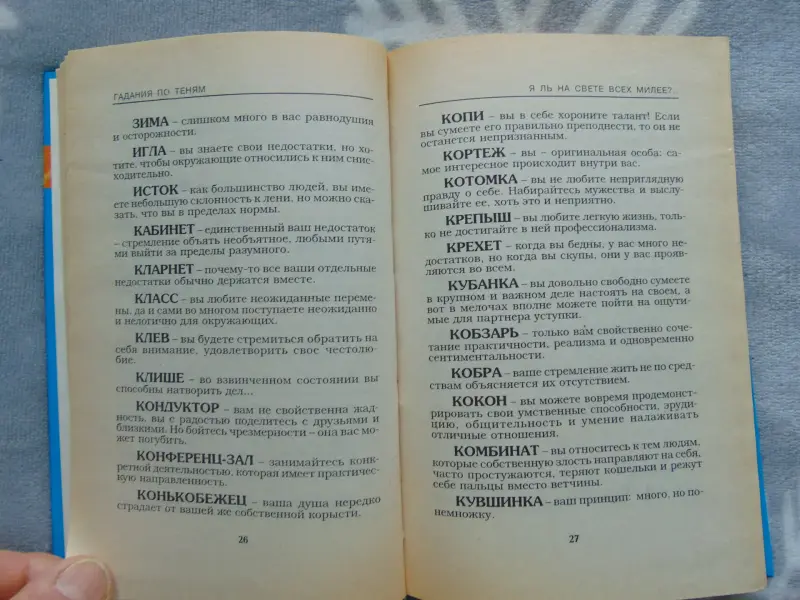 ГАДАНИЯ ПО ТЕНЯМ
ЗИМА – слишком много в вас равнодушия
и осторожности.
ИГЛА – вы знаете свои недостатки, но хо-
тите, чтобы окружающие относились к ним снис-
ходительно.
ИСТОК – как большинство людей, вы име-
ете небольшую склонность к лени, но можно ска-
зать, что вы в пределах нормы.
КАБИНЕТ – единственный ваш недостаток
– стремление объять необъятное, любыми путя-
ми выйти за пределы разумного.
КЛАРНЕТ – почему-то все ваши отдельные
недостатки обычно держатся вместе.
КЛАСС – вы любите неожиданные переме-
ны, да и сами во многом поступаете неожиданно
и нелогично для окружающих.
КЛЕВ – вы будете стремиться обратить на
себя внимание, удовлетворить свое честолю-
бие.
КЛИШЕ – во взвинченном состоянии вы
способны натворить дел...
КОНДУКТОР – вам не свойственна жад-
ность, вы с радостью поделитесь с друзьями и
близкими. Но бойтесь чрезмерности – она вас мо-
жет погубить.
КОНФЕРЕНЦ-ЗАЛ – занимайтесь конк-
ретной деятельностью, которая имеет практичес-
кую направленность.
КОНЬКОБЕЖЕЦ – ваша душа нередко
страдает от вашей же собственной корысти.
26
Я ЛЬ НА СВЕТЕ ВСЕХ МИЛЕЕ?..
КОПИ – вы в себе хороните талант! Если
вы сумеете его правильно преподнести, то он не
останется непризнанным.
КОРТЕЖ – вы – оригинальная особа: са-
мое интересное происходит внутри вас.
КОТОМКА – вы не любите неприглядную
правду о себе. Набирайтесь мужества и выслу-
шивайте ее, хоть это и неприятно.
КРЕПЫШ – вы любите легкую жизнь, толь-
ко не достигайте в ней профессионализма.
КРЕЧЕТ – когда вы бедны, у вас много не-
достатков, но когда вы скупы, они у вас прояв-
ляются во всем.
КУБАНКА – вы довольно свободно сумеете
в крупном и важном деле настоять на своем, а
вот в мелочах вполне можете пойти на ощути-
мые для партнера уступки.
КОБЗАРЬ – только вам свойственно соче-
тание практичности, реализма и одновременно
сентиментальности.
КОБРА – ваше стремление жить не по сред-
ствам объясняется их отсутствием.
КОКОН – вы можете вовремя продемонст-
рировать свои умственные способности, эруди-
цию, общительность и умение налаживать
отличные отношения.
КОМБИНАТ – вы относитесь к тем людям,
которые собственную злость направляют на себя,
часто простужаются, теряют кошельки и режут
себе пальцы вместо ветчины.
КУВШИНКА – ваш принцип: много, но по-
немножку.
27